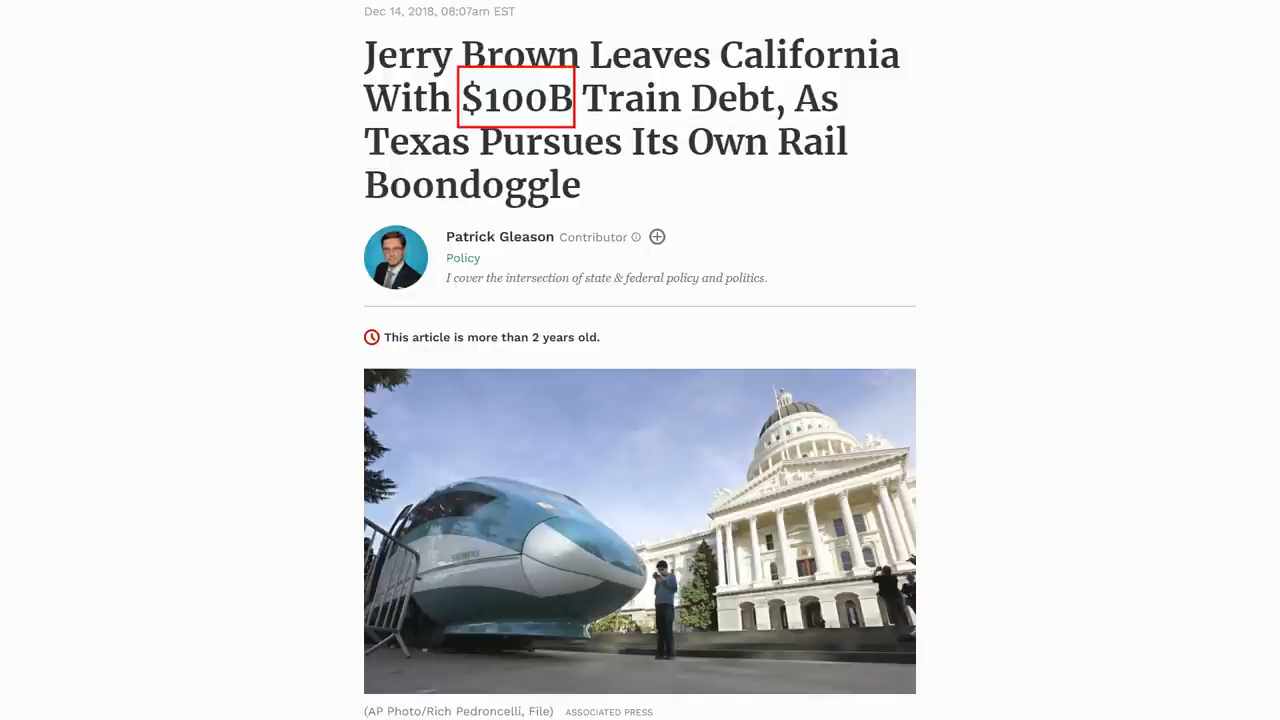 Dec 14, 2018, 08:07am EST
Jerry Brown Leaves California
With $100B Train Debt, As
Texas Pursues Its Own Rail
Boondoggle
Patrick Gleason Contributor
Policy
I cover the intersection of state & federal policy and politics.
This article is more than 2 years old.
SIEMENS
(AP Photo/Rich Pedroncelli, File) ASSOCIATED PRESS